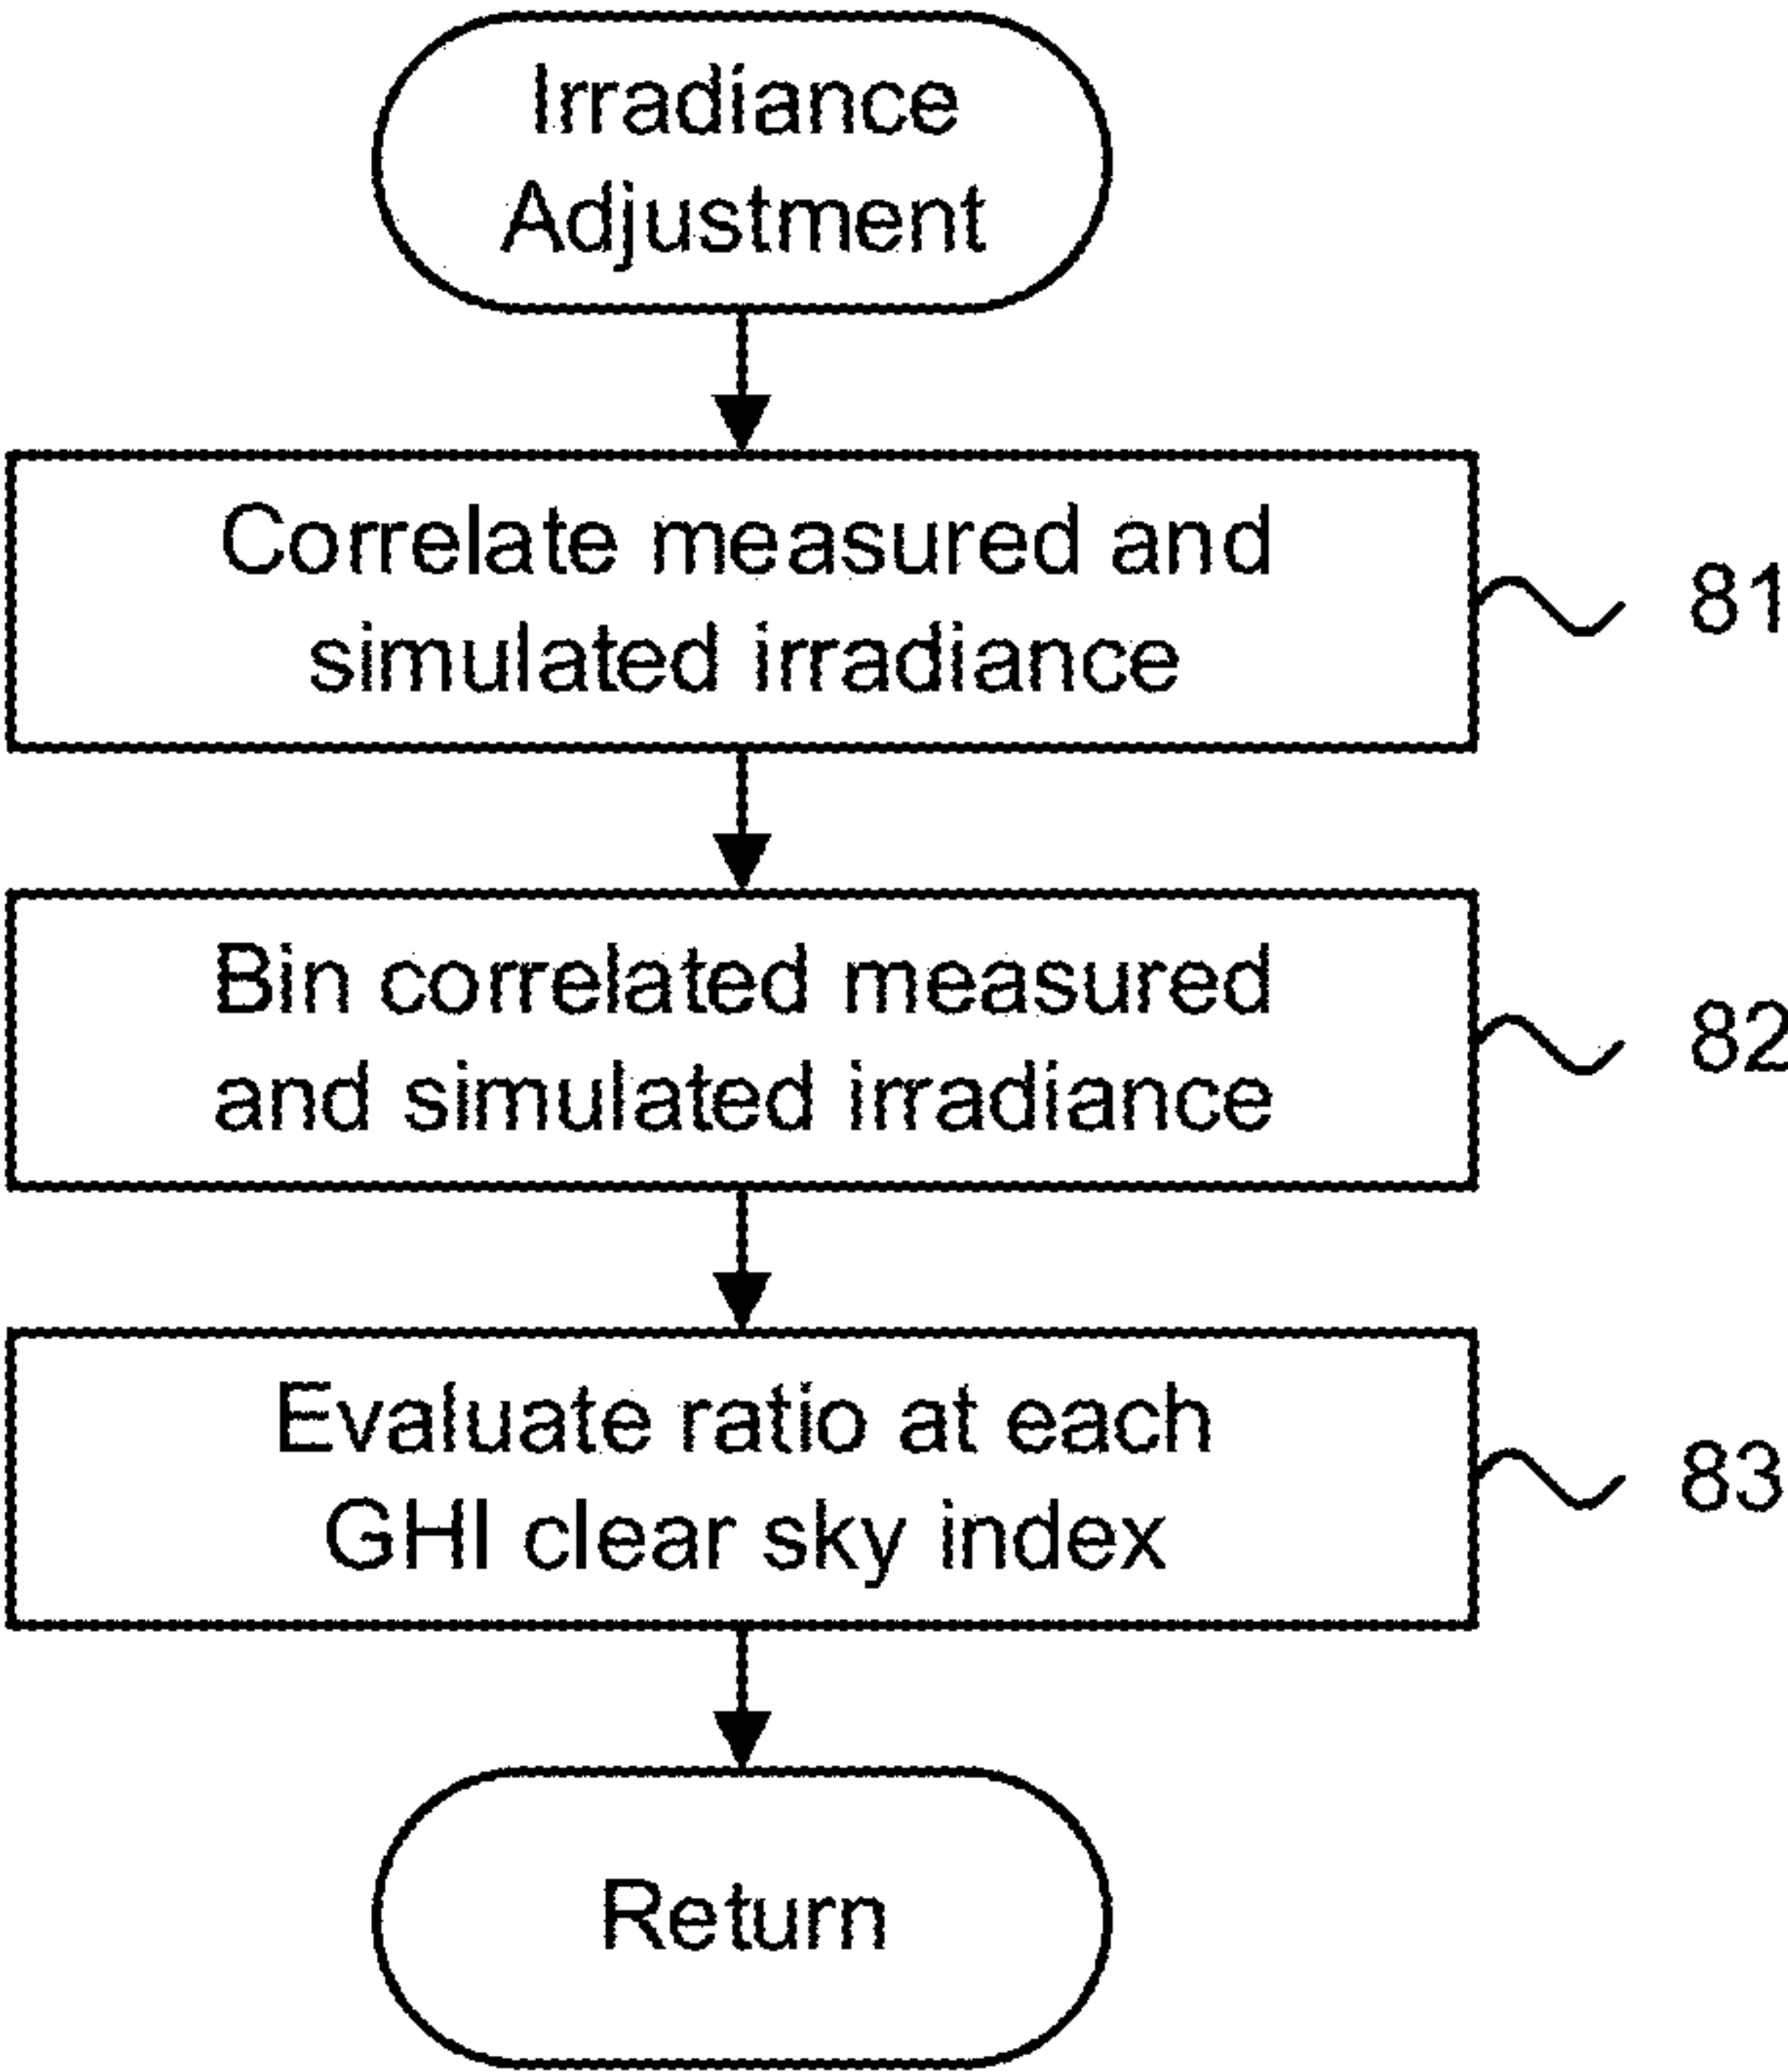 Irradiance
Adjustment
Correlate measured and
simulated irradiance
81
Bin correlated measured
and simulated irradiance
82
Evaluate ratio at each
GHI clear sky index
83
Return